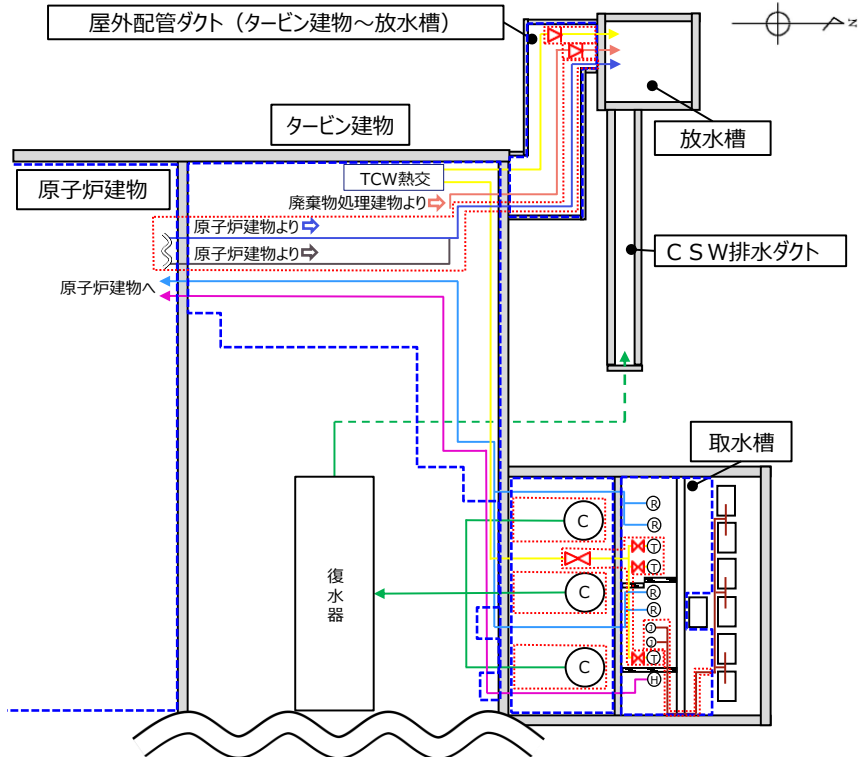 屋外配管ダクト（タービン建物～放水槽）
N
放水槽
タービン建物
原子炉建物
TCW熱交
廃棄物処理建物より
原子炉建物より
原子炉建物より
原子炉建物へ
ＣＳＷ排水ダクト
取水槽
復水器
C
C
C
R
R
T
T
R
R
J
J
T
H